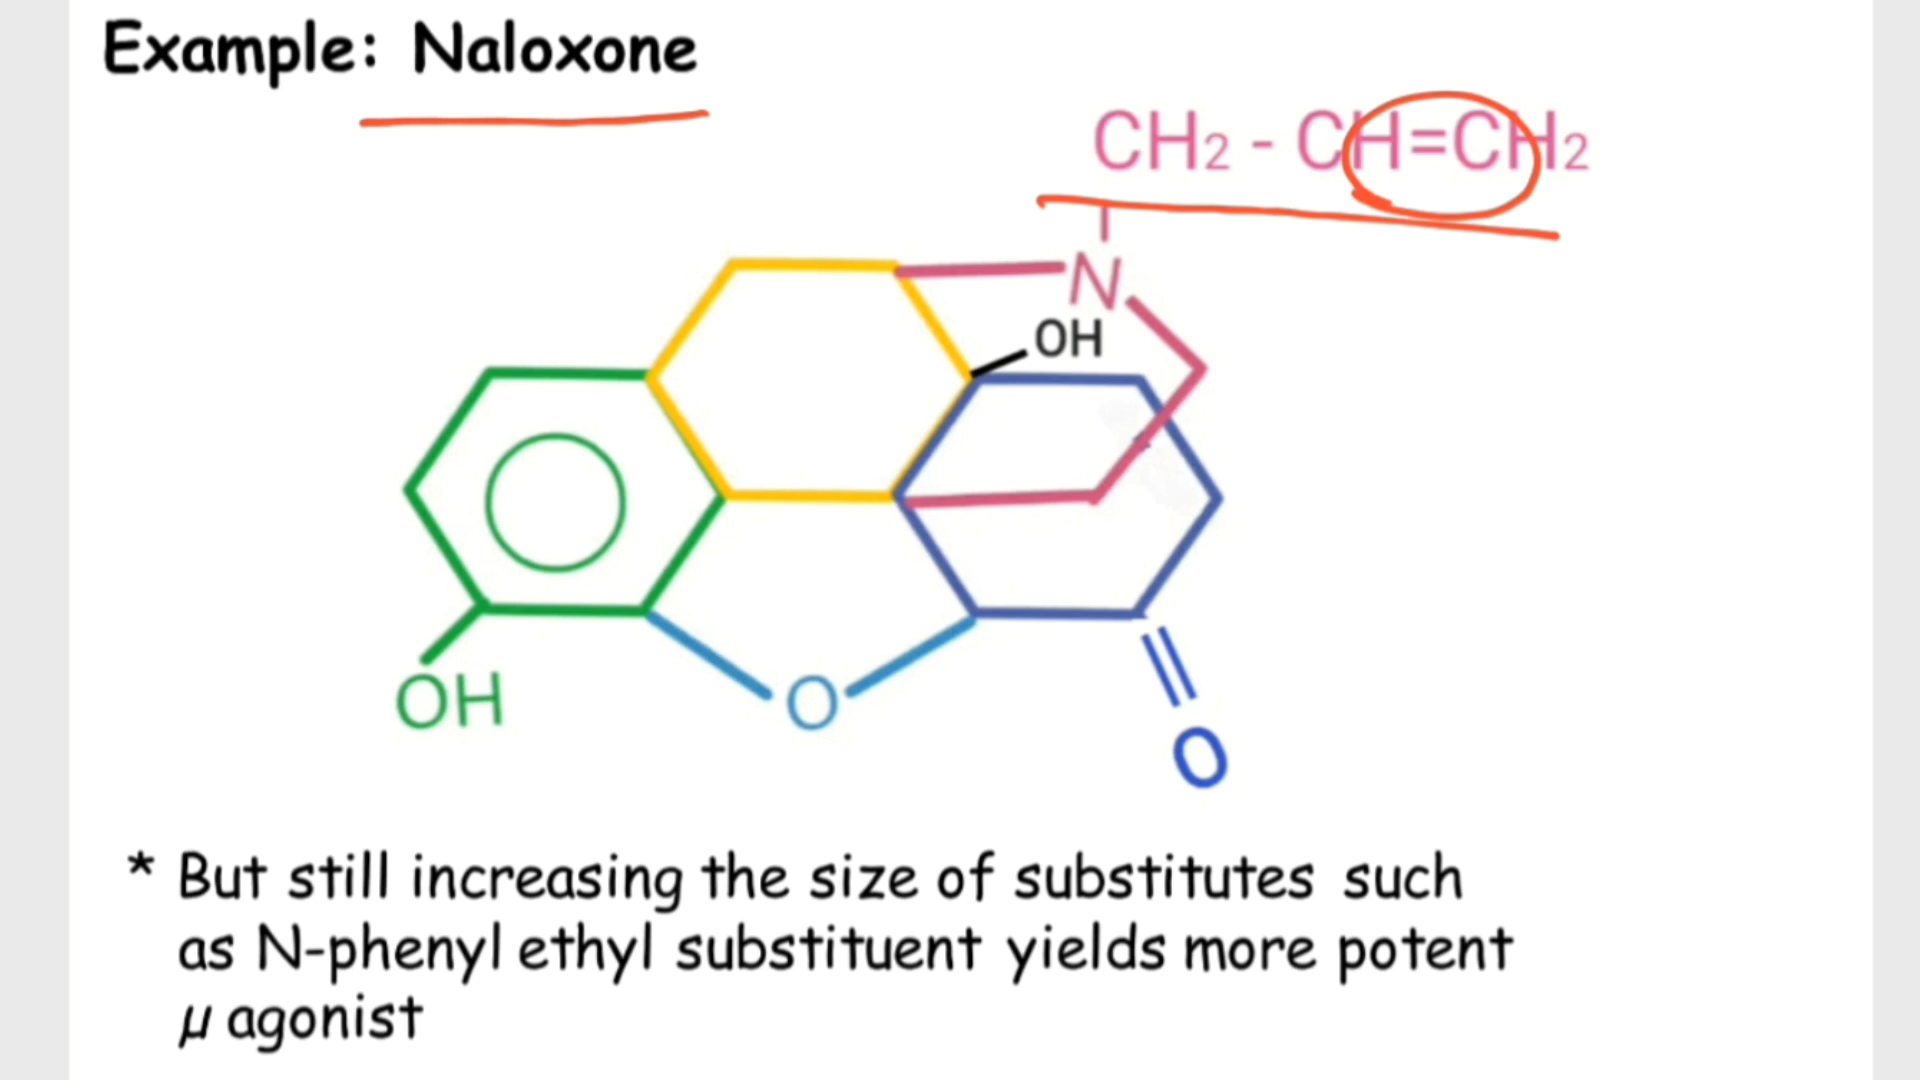 Example: Naloxone
CH2 - CH=CH2
N
OH
OH
O
O
* But still increasing the size of substitutes such
as N-phenyl ethyl substituent yields more potent
µ agonist